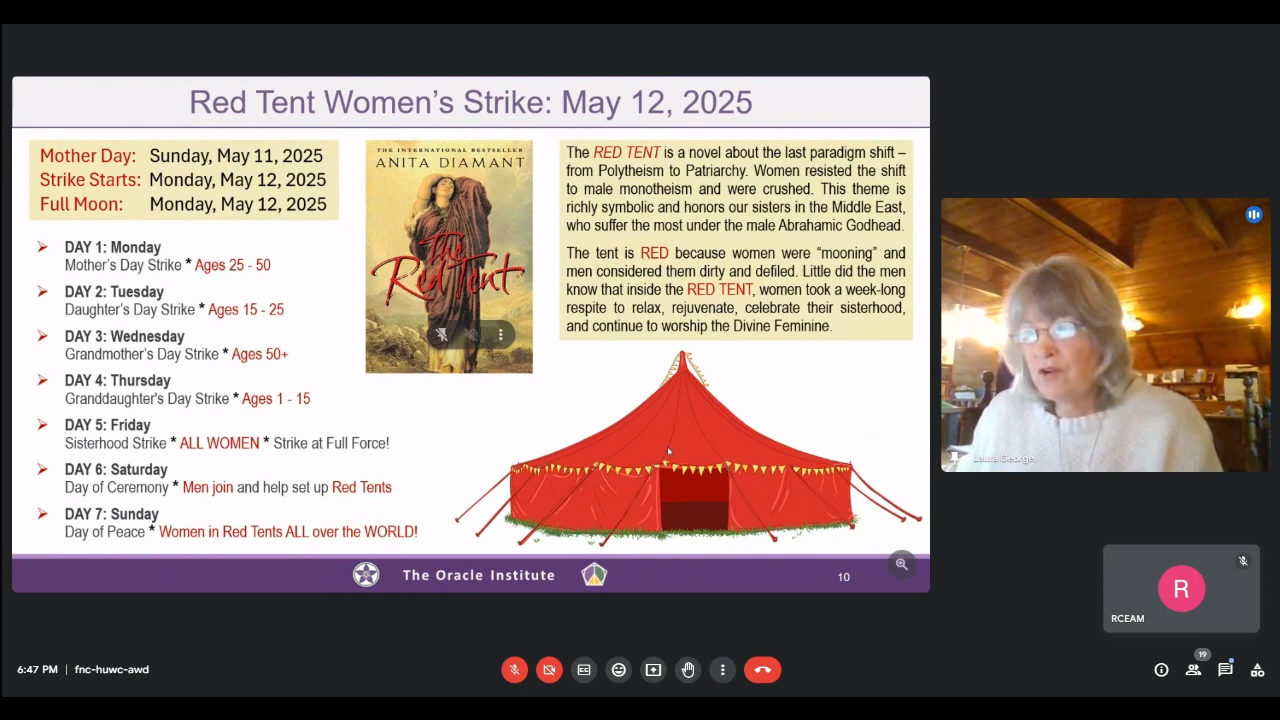 Red Tent Women's Strike: May 12, 2025
Mother Day: Sunday, May 11, 2025
Strike Starts: Monday, May 12, 2025
Full Moon: Monday, May 12, 2025
DAY 1: Monday
Mother's Day Strike * Ages 25 - 50
DAY 2: Tuesday
Daughter's Day Strike * Ages 15 - 25
DAY 3: Wednesday
Grandmother's Day Strike * Ages 50+
DAY 4: Thursday
Granddaughter's Day Strike * Ages 1 - 15
DAY 5: Friday
Sisterhood Strike * ALL WOMEN * Strike at Full Force!
DAY 6: Saturday
Day of Ceremony * Men join and help set up Red Tents
DAY 7: Sunday
Day of Peace * Women in Red Tents ALL over the WORLD!
THE INTERNATIONAL BESTSELLER
ANITA DIAMANT
The
Red Tent
The RED TENT is a novel about the last paradigm shift –
from Polytheism to Patriarchy. Women resisted the shift
to male monotheism and were crushed. This theme is
richly symbolic and honors our sisters in the Middle East,
who suffer the most under the male Abrahamic Godhead.
The tent is RED because women were “mooning” and
men considered them dirty and defiled. Little did the men
know that inside the RED TENT, women took a week-long
respite to relax, rejuvenate, celebrate their sisterhood,
and continue to worship the Divine Feminine.
The Oracle Institute
10
Laura George
R
RCEAM
6:47 PM | fnc-huwc-awd
19